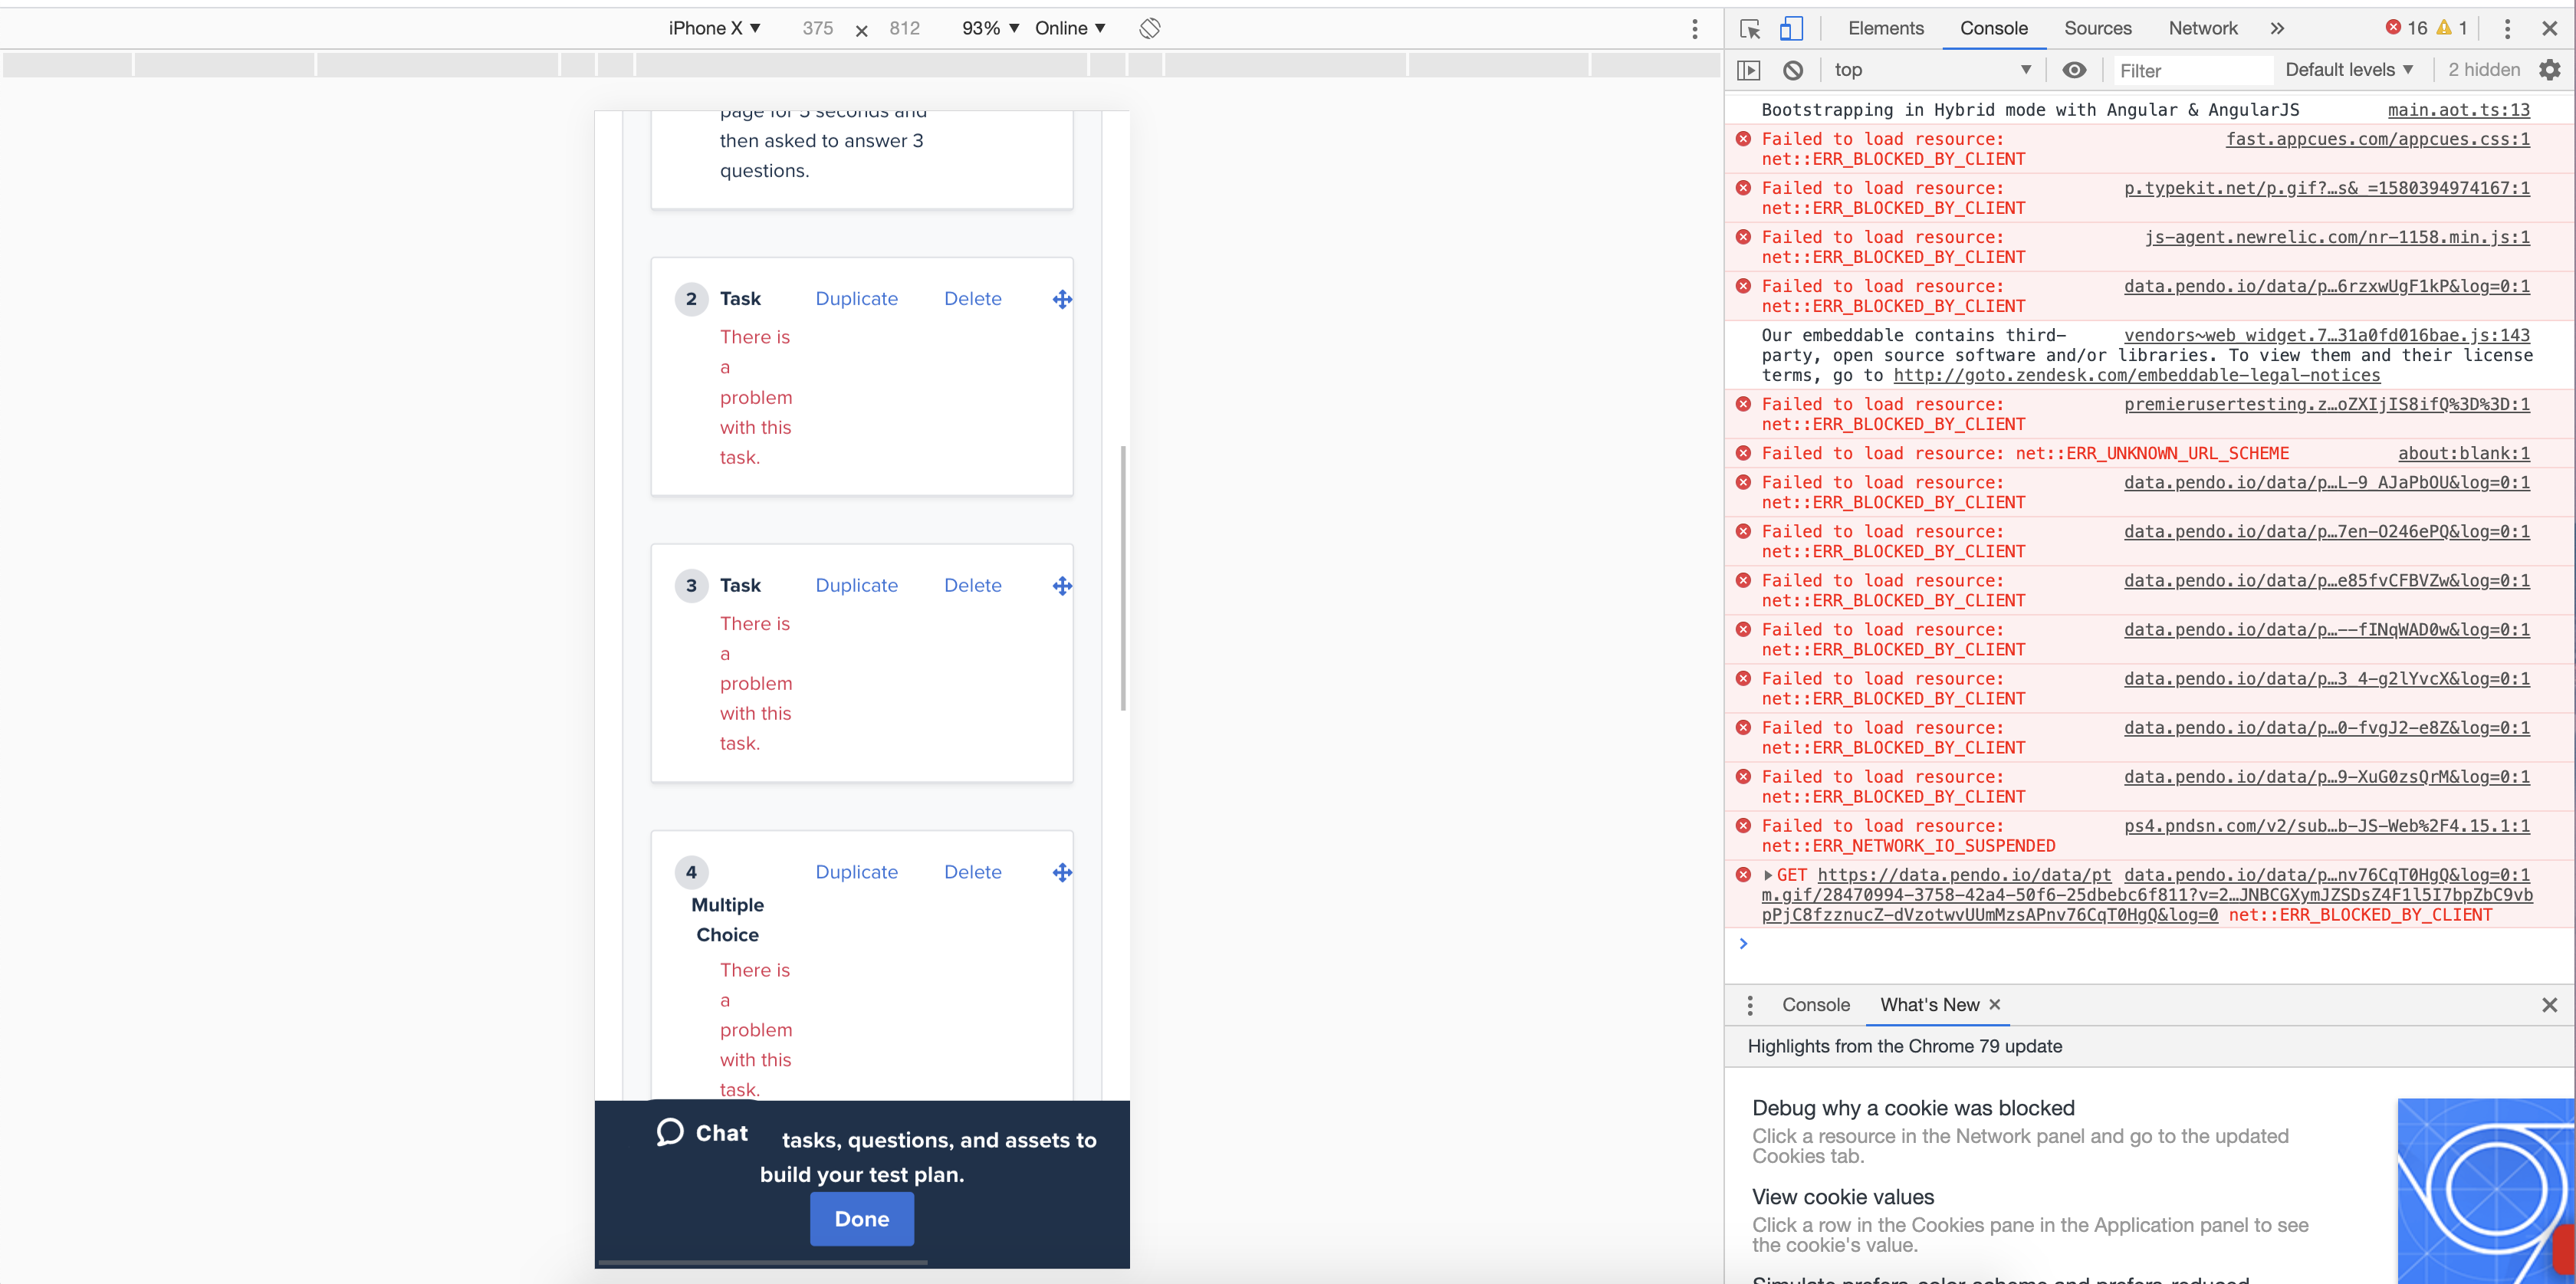 iPhone X ▼ 375 × 812 93% ▼ Online ▼
page for 5 seconds and
then asked to answer 3
questions.
2 Task Duplicate Delete
There is
a
problem
with this
task.
3 Task Duplicate Delete
There is
a
problem
with this
task.
4 Duplicate Delete
Multiple
Choice
There is
a
problem
with this
task.
Chat
tasks, questions, and assets to
build your test plan.
Done
Elements Console Sources Network » 16 1
top ▼ Filter Default levels ▼ 2 hidden
Bootstrapping in Hybrid mode with Angular & AngularJS main.aot.ts:13
Failed to load resource: fast.appcues.com/appcues.css:1
net::ERR_BLOCKED_BY_CLIENT
Failed to load resource: p.typekit.net/p.gif?…s&_=1580394974167:1
net::ERR_BLOCKED_BY_CLIENT
Failed to load resource: js-agent.newrelic.com/nr-1158.min.js:1
net::ERR_BLOCKED_BY_CLIENT
Failed to load resource: data.pendo.io/data/p…6rzxwUgF1kP&log=0:1
net::ERR_BLOCKED_BY_CLIENT
Our embeddable contains third- vendors~web_widget.7…31a0fd016bae.js:143
party, open source software and/or libraries. To view them and their license
terms, go to http://goto.zendesk.com/embeddable-legal-notices
Failed to load resource: premierusertesting.z…oZXIjIS8ifQ%3D%3D:1
net::ERR_BLOCKED_BY_CLIENT
Failed to load resource: net::ERR_UNKNOWN_URL_SCHEME about:blank:1
Failed to load resource: data.pendo.io/data/p…L-9_AJaPbOU&log=0:1
net::ERR_BLOCKED_BY_CLIENT
Failed to load resource: data.pendo.io/data/p…7en-O246ePQ&log=0:1
net::ERR_BLOCKED_BY_CLIENT
Failed to load resource: data.pendo.io/data/p…e85fvCFBVZw&log=0:1
net::ERR_BLOCKED_BY_CLIENT
Failed to load resource: data.pendo.io/data/p…--fINqWAD0w&log=0:1
net::ERR_BLOCKED_BY_CLIENT
Failed to load resource: data.pendo.io/data/p…3_4-g2lYvcX&log=0:1
net::ERR_BLOCKED_BY_CLIENT
Failed to load resource: data.pendo.io/data/p…0-fvgJ2-e8Z&log=0:1
net::ERR_BLOCKED_BY_CLIENT
Failed to load resource: data.pendo.io/data/p…9-XuG0zsQrM&log=0:1
net::ERR_BLOCKED_BY_CLIENT
Failed to load resource: ps4.pndsn.com/v2/sub…b-JS-Web%2F4.15.1:1
net::ERR_NETWORK_IO_SUSPENDED
GET https://data.pendo.io/data/pt data.pendo.io/data/p…nv76CqT0HgQ&log=0:1
m.gif/28470994-3758-42a4-50f6-25dbebc6f811?v=2…JNBCGXymJZSDsZ4F1l5I7bpZbC9vb
pPjC8fzznucZ-dVzotwvUUmMzsAPnv76CqT0HgQ&log=0 net::ERR_BLOCKED_BY_CLIENT
Console What's New ×
Highlights from the Chrome 79 update
Debug why a cookie was blocked
Click a resource in the Network panel and go to the updated
Cookies tab.
View cookie values
Click a row in the Cookies pane in the Application panel to see
the cookie's value.
Simulate prefers-color-scheme and prefers-reduced